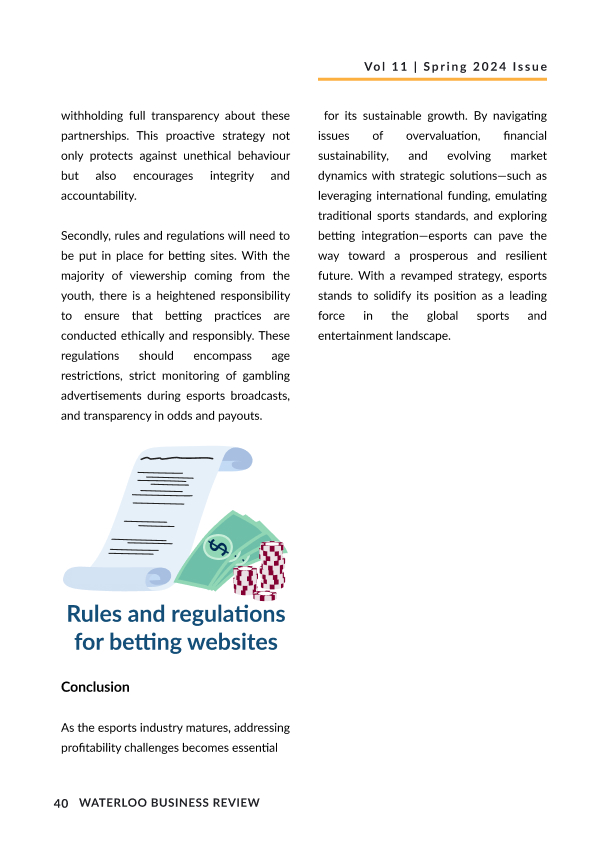 Vol 11 | Spring 2024 Issue
withholding full transparency about these
partnerships. This proactive strategy not
only protects against unethical behaviour
but also encourages integrity and
accountability.
Secondly, rules and regulations will need to
be put in place for betting sites. With the
majority of viewership coming from the
youth, there is a heightened responsibility
to ensure that betting practices are
conducted ethically and responsibly. These
regulations should encompass age
restrictions, strict monitoring of gambling
advertisements during esports broadcasts,
and transparency in odds and payouts.
$
Rules and regulations
for betting websites
Conclusion
As the esports industry matures, addressing
profitability challenges becomes essential
for its sustainable growth. By navigating
issues of overvaluation, financial
sustainability, and evolving market
dynamics with strategic solutions—such as
leveraging international funding, emulating
traditional sports standards, and exploring
betting integration—esports can pave the
way toward a prosperous and resilient
future. With a revamped strategy, esports
stands to solidify its position as a leading
force in the global sports and
entertainment landscape.
40 WATERLOO BUSINESS REVIEW